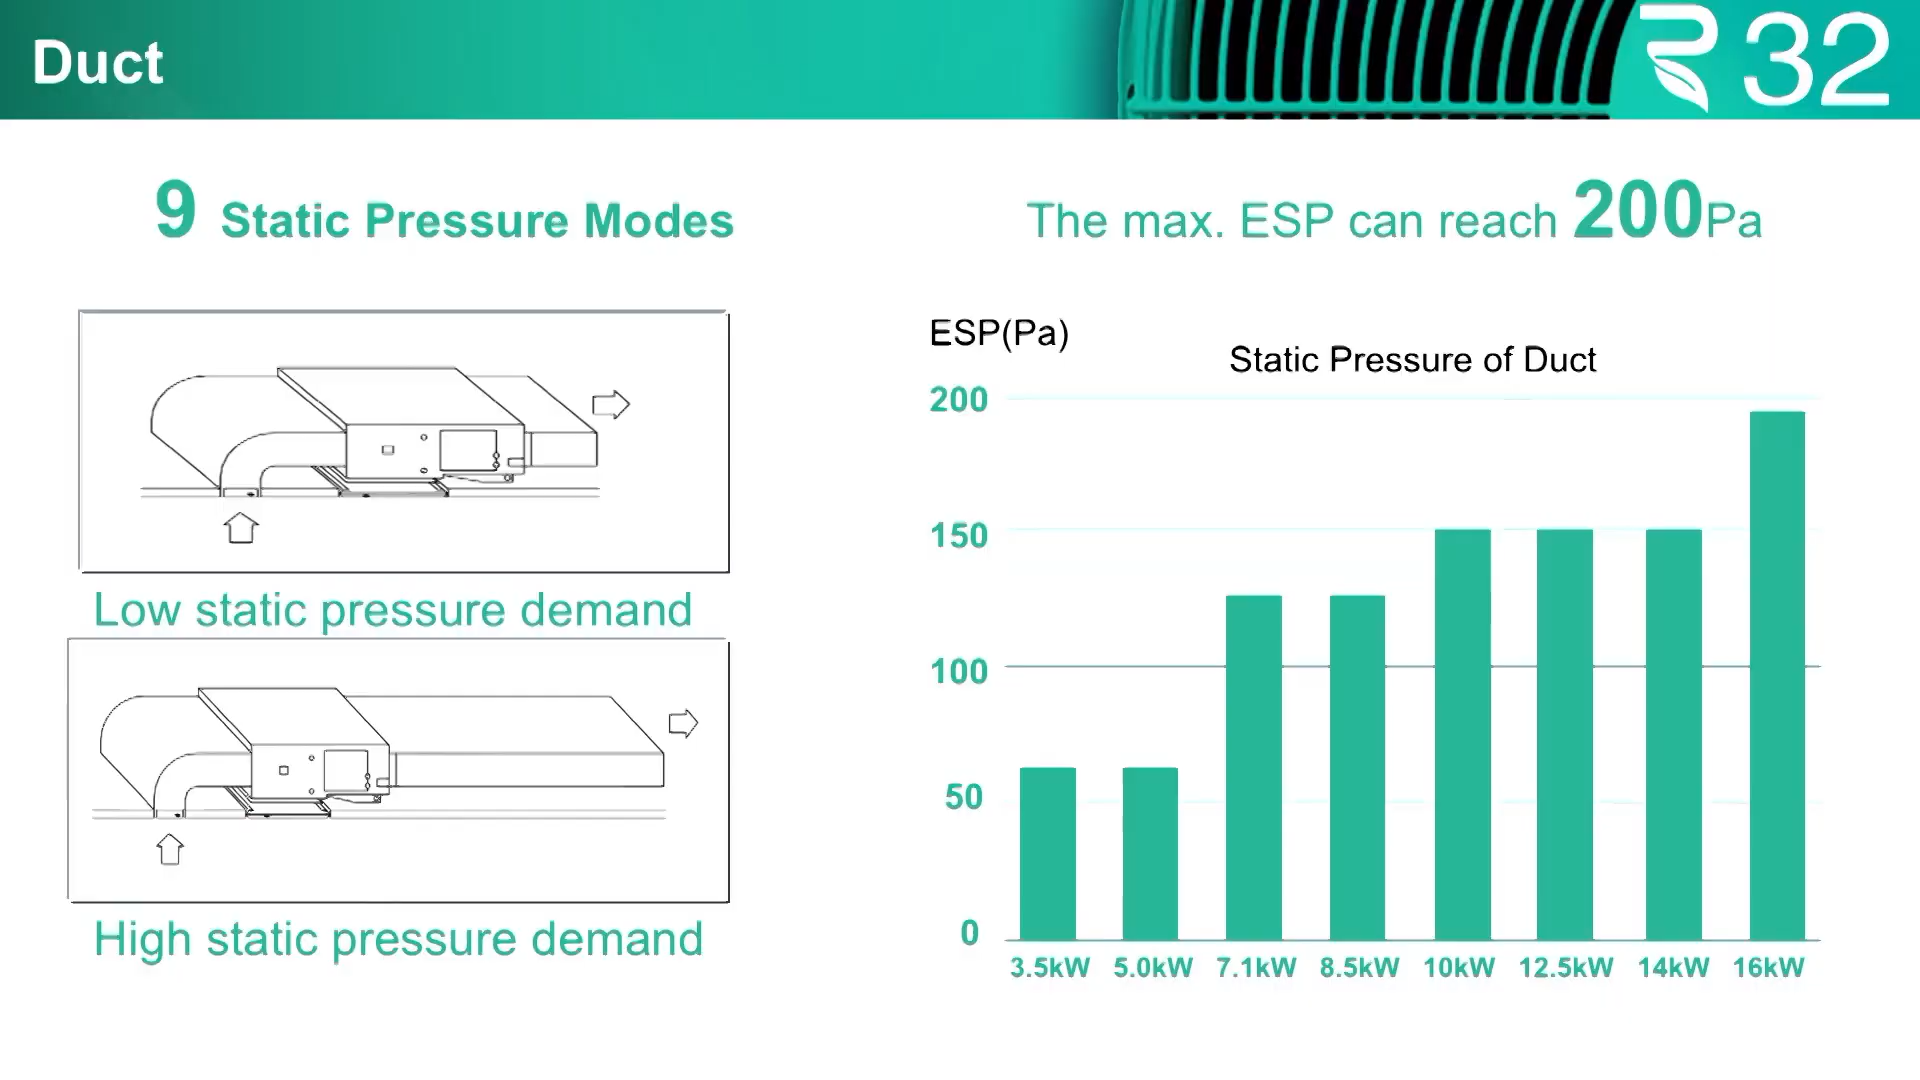 Duct
R32
9 Static Pressure Modes
Low static pressure demand
High static pressure demand
The max. ESP can reach 200Pa
ESP(Pa)
Static Pressure of Duct
200
150
100
50
0
3.5kW 5.0kW 7.1kW 8.5kW 10kW 12.5kW 14kW 16kW